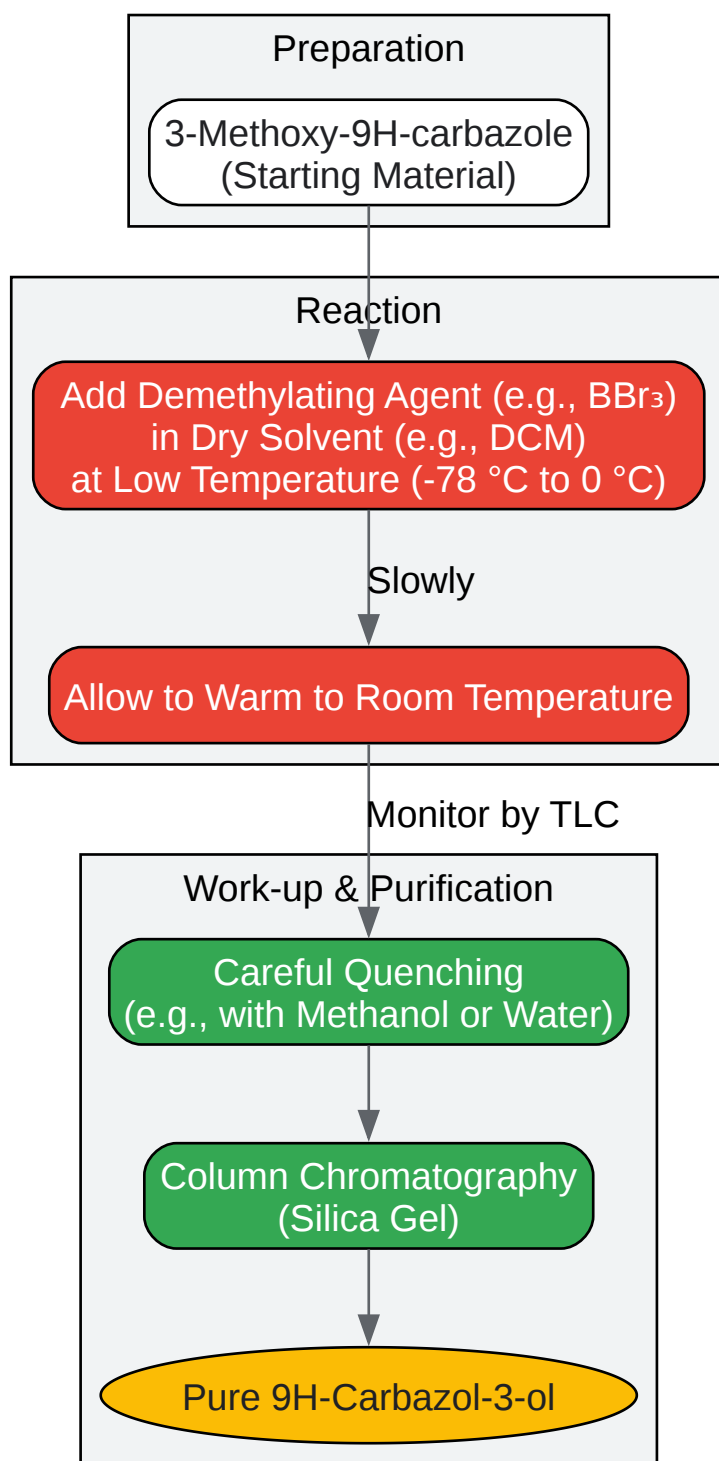 Preparation
3-Methoxy-9H-carbazole
(Starting Material)
Reaction
Add Demethylating Agent (e.g., BBr₃)
in Dry Solvent (e.g., DCM)
at Low Temperature (-78 °C to 0 °C)
Slowly
Allow to Warm to Room Temperature
Monitor by TLC
Work-up & Purification
Careful Quenching
(e.g., with Methanol or Water)
Column Chromatography
(Silica Gel)
Pure 9H-Carbazol-3-ol